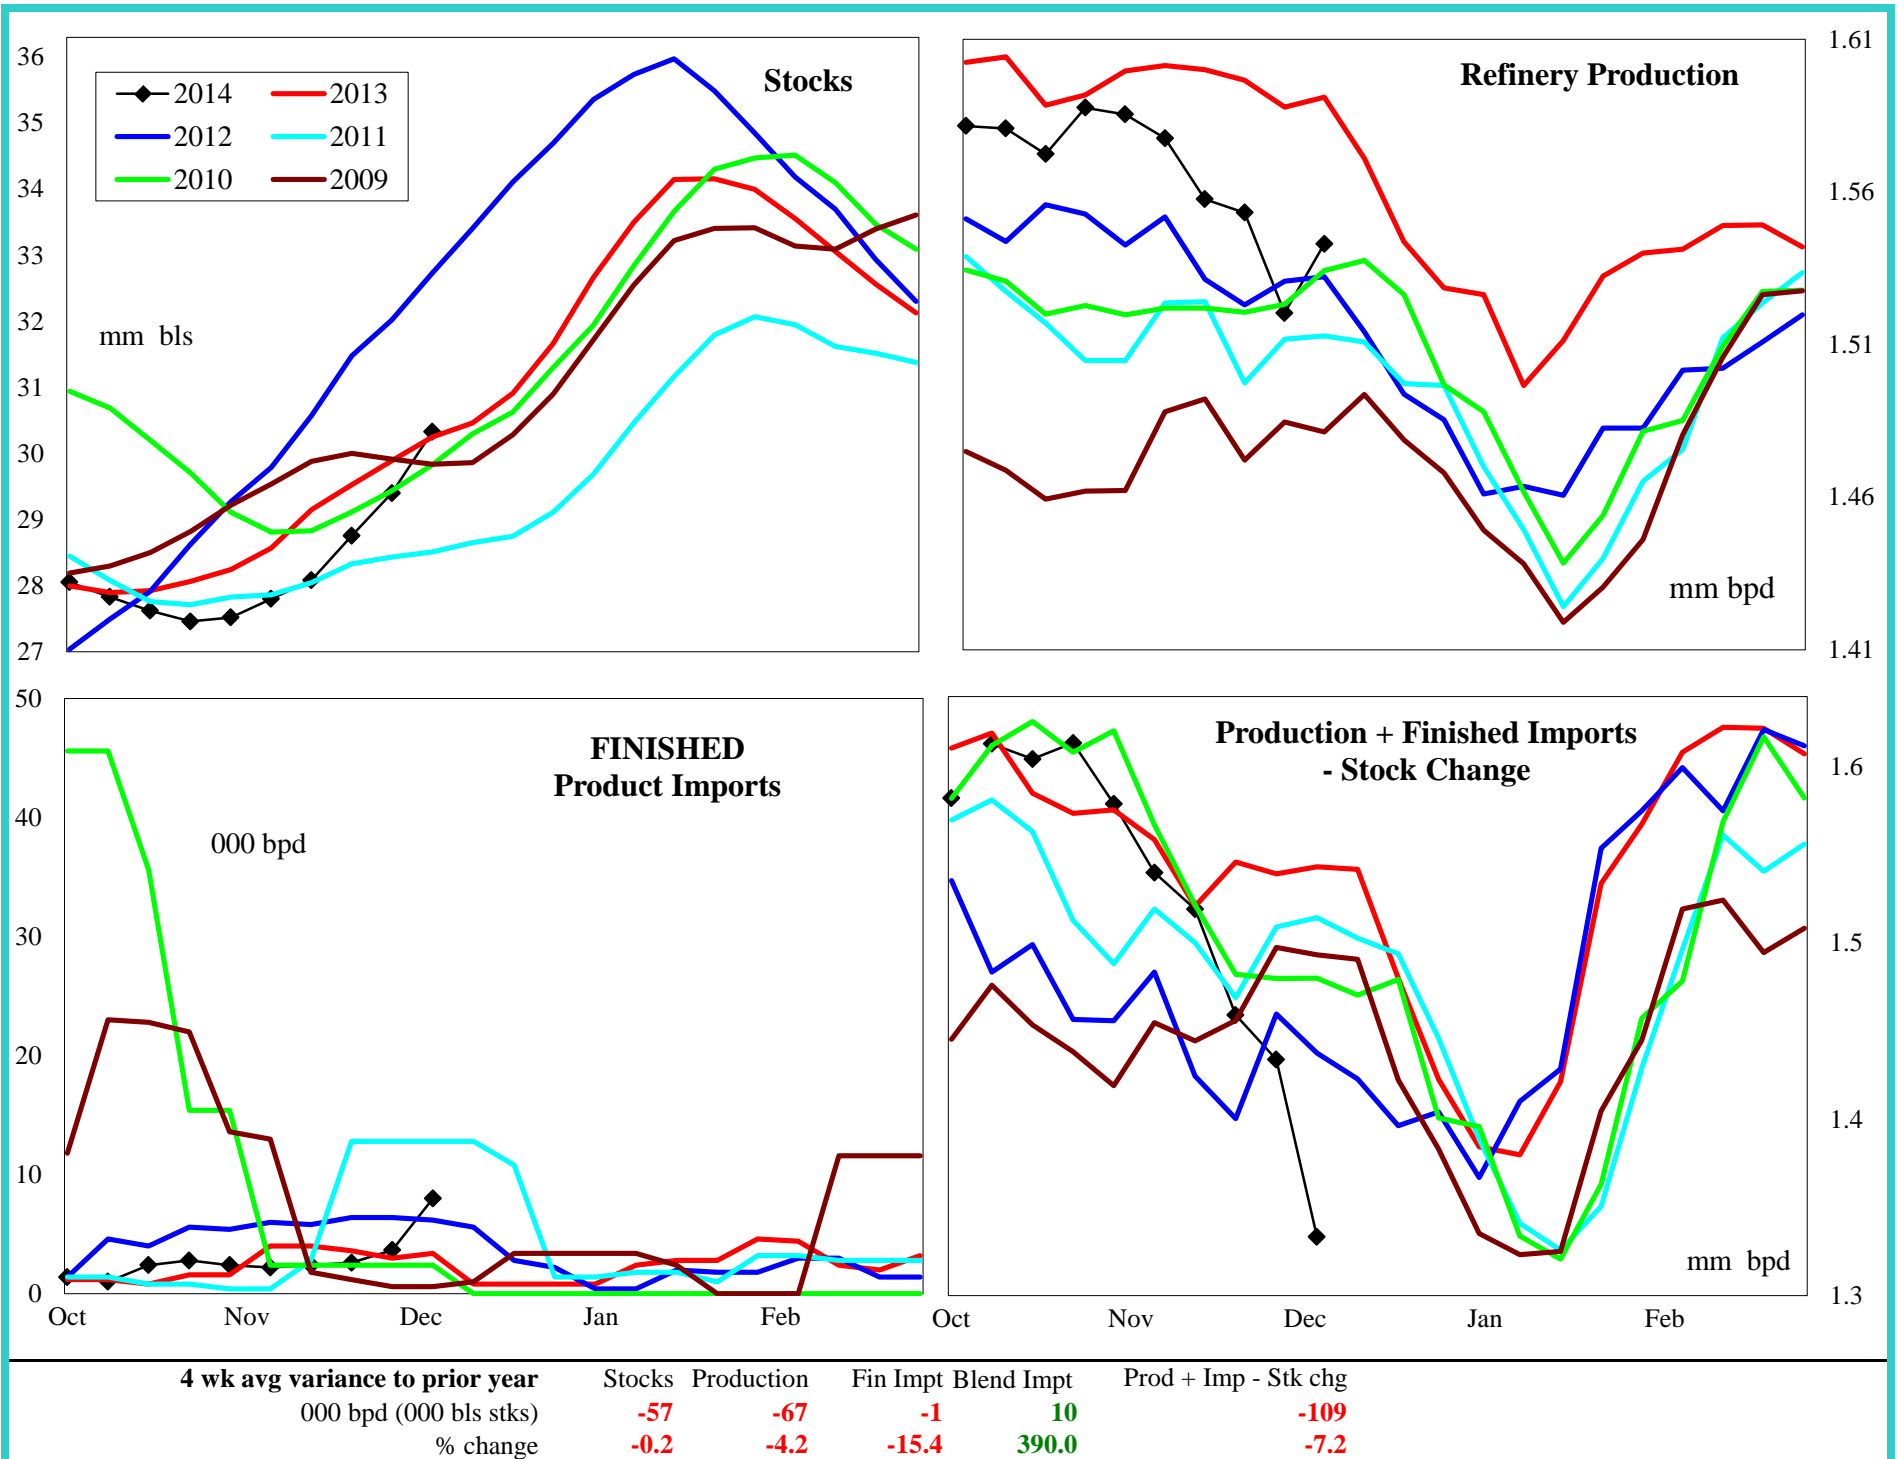 Stocks
2014 2013
2012 2011
2010 2009
mm bls
36
35
34
33
32
31
30
29
28
27
Refinery Production
mm bpd
1.61
1.56
1.51
1.46
1.41
FINISHED
Product Imports
000 bpd
50
40
30
20
10
0
Oct Nov Dec Jan Feb
Production + Finished Imports
- Stock Change
mm bpd
1.6
1.5
1.4
1.3
Oct Nov Dec Jan Feb
4 wk avg variance to prior year Stocks Production Fin Impt Blend Impt Prod + Imp - Stk chg
000 bpd (000 bls stks) -57 -67 -1 10 -109
% change -0.2 -4.2 -15.4 390.0 -7.2